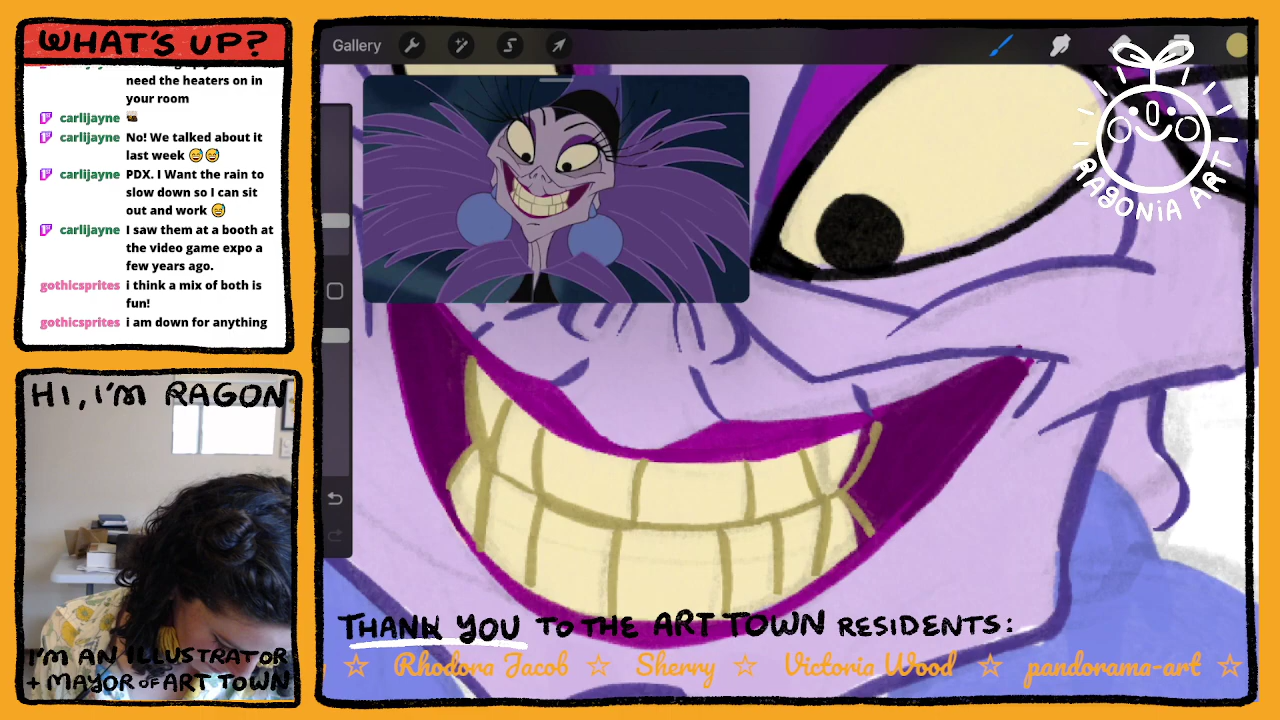 WHAT'S UP?
need the heaters on in
your room
carlijayne
carlijayne No! We talked about it
last week
carlijayne PDX. I Want the rain to
slow down so I can sit
out and work
carlijayne I saw them at a booth at
the video game expo a
few years ago.
gothicsprites i think a mix of both is
fun!
gothicsprites i am down for anything
HI, I'M RAGON
I'M AN ILLUSTRATOR
+ MAYOR OF ART TOWN
Gallery
RAGONIA ART
THANK YOU TO THE ART TOWN RESIDENTS:
Rhodora Jacob ☆ Sherry ☆ Victoria Wood ☆ pandorama-art ☆